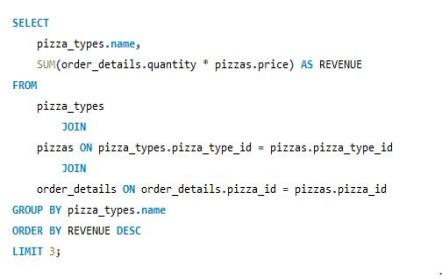 SELECT
pizza_types.name,
SUM(order_details.quantity * pizzas.price) AS REVENUE
FROM
pizza_types
JOIN
pizzas ON pizza_types.pizza_type_id = pizzas.pizza_type_id
JOIN
order_details ON order_details.pizza_id = pizzas.pizza_id
GROUP BY pizza_types.name
ORDER BY REVENUE DESC
LIMIT 3;
.